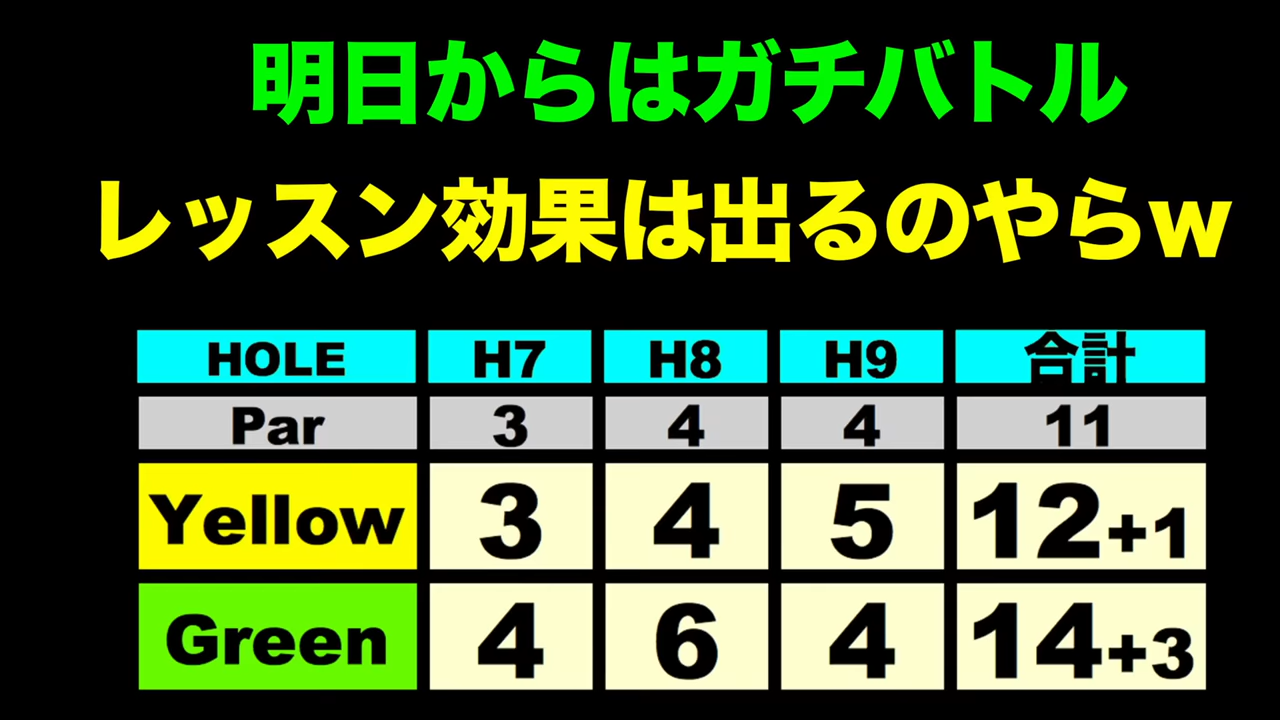 明日からはガチバトル
レッスン効果は出るのやらw
HOLE H7 H8 H9 合計
Par 3 4 4 11
Yellow 3 4 5 12+1
Green 4 6 4 14+3